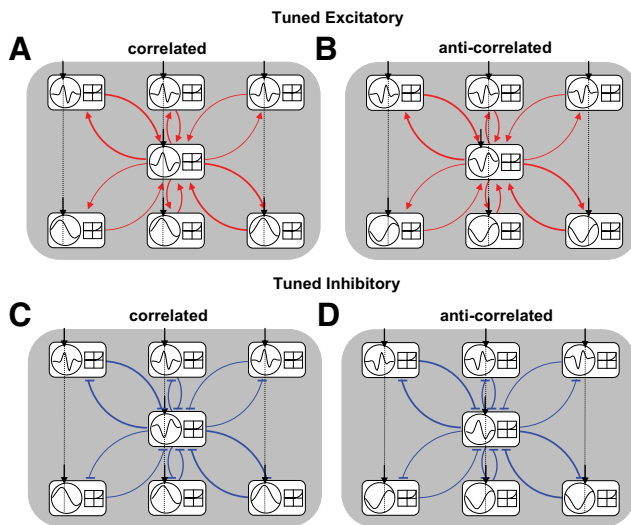 Tuned Excitatory
A
correlated
B
anti-correlated
Tuned Inhibitory
C
correlated
D
anti-correlated